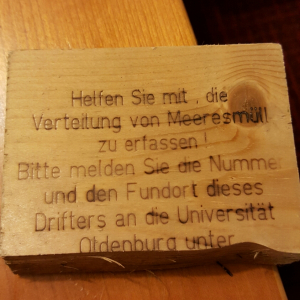 Helfen Sie mit, die
Verteilung von Meeresmüll
zu erfassen!
Bitte melden Sie die Nummer
und den Fundort dieses
Drifters an die Universität
Oldenburg unter